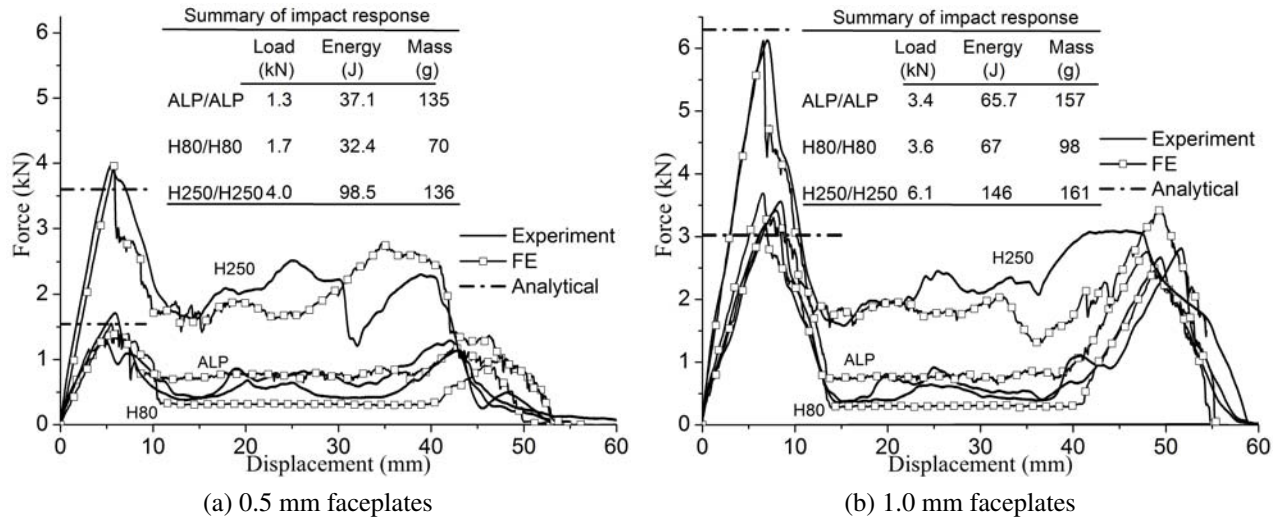 Summary of impact response
Load Energy Mass
(kN) (J) (g)
ALP/ALP 1.3 37.1 135
H80/H80 1.7 32.4 70
H250/H250 4.0 98.5 136
Experiment
FE
Analytical
H250
ALP
H80
Force (kN)
6
5
4
3
2
1
0
0 10 20 30 40 50 60
Displacement (mm)
(a) 0.5 mm faceplates
Summary of impact response
Load Energy Mass
(kN) (J) (g)
ALP/ALP 3.4 65.7 157
H80/H80 3.6 67 98
H250/H250 6.1 146 161
Experiment
FE
Analytical
H250
ALP
H80
Force (kN)
6
5
4
3
2
1
0
0 10 20 30 40 50 60
Displacement (mm)
(b) 1.0 mm faceplates